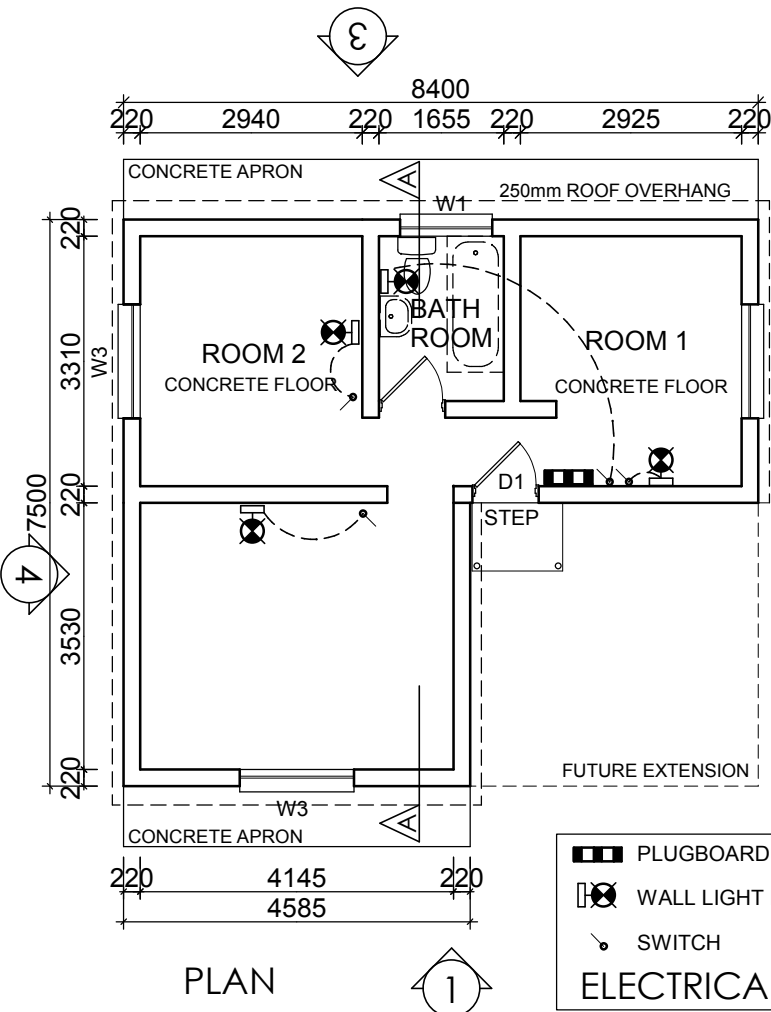 3
8400
220 2940 220 1655 220 2925 220
CONCRETE APRON
A
250mm ROOF OVERHANG
W1
220
BATH
ROOM
ROOM 2
CONCRETE FLOOR
ROOM 1
CONCRETE FLOOR
3310
W3
220
7500
D1
STEP
4
3530
FUTURE EXTENSION
220
W3
CONCRETE APRON
A
220 4145 220
4585
PLUGBOARD
WALL LIGHT
SWITCH
ELECTRICA
PLAN
1